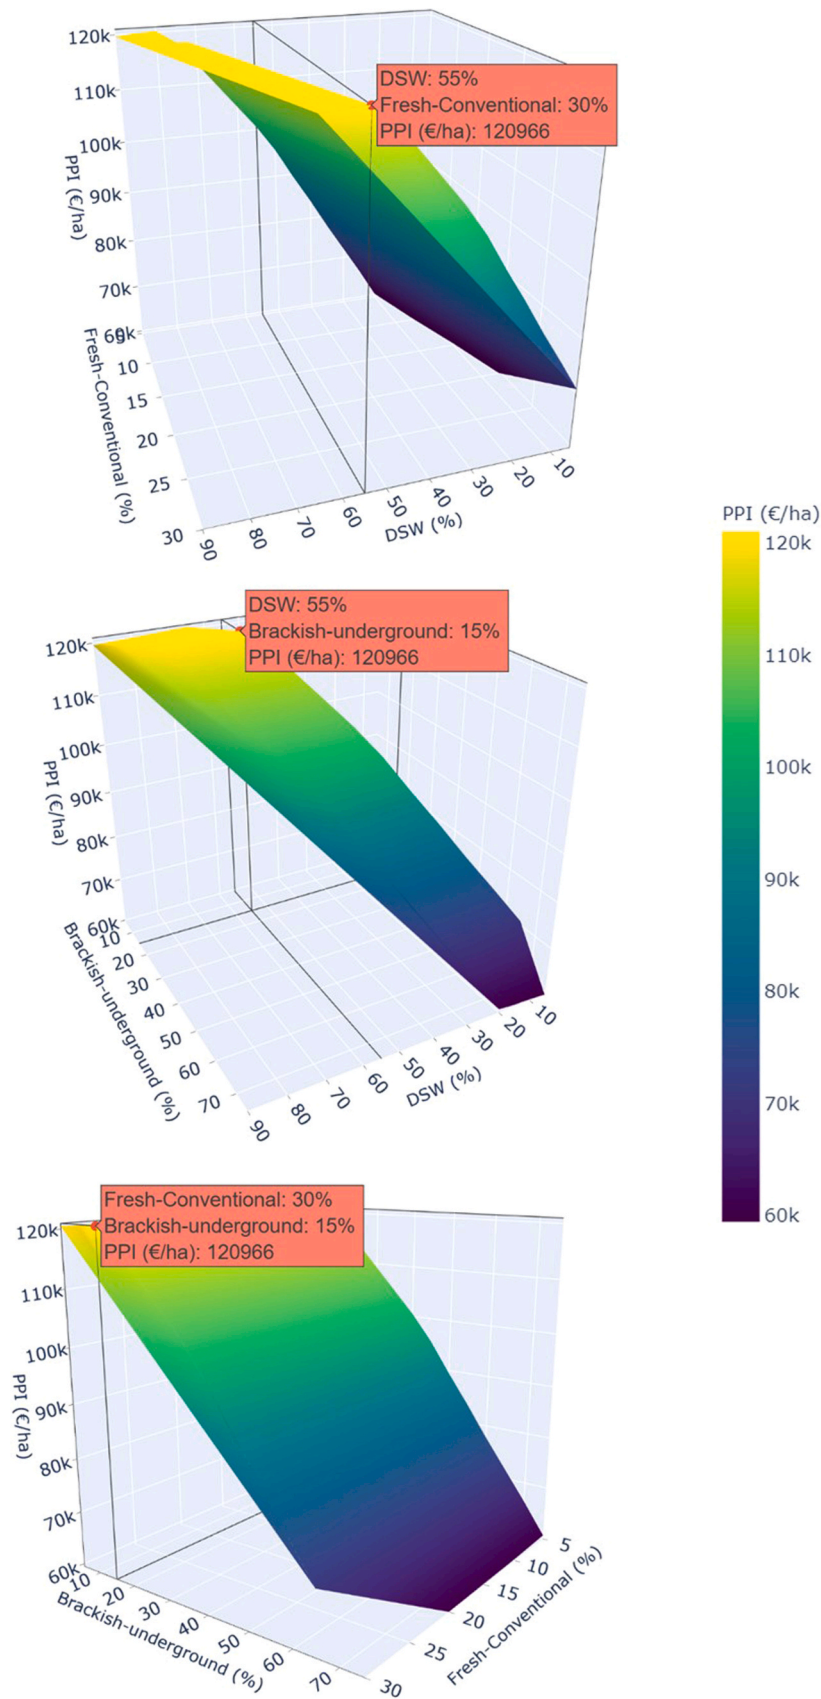 120k
110k
100k
90k
80k
70k
60k
PPI (€/ha)
DSW: 55%
Fresh-Conventional: 30%
PPI (€/ha): 120966
5
10
15
20
25
30
Fresh-Conventional (%)
90
80
70
60
50
40
30
20
10
DSW (%)
PPI (€/ha)
120k
110k
100k
90k
80k
70k
60k
DSW: 55%
Brackish-underground: 15%
PPI (€/ha): 120966
120k
110k
100k
90k
80k
70k
60k
PPI (€/ha)
10
20
30
40
50
60
70
Brackish-underground (%)
90
80
70
60
50
40
30
20
10
DSW (%)
Fresh-Conventional: 30%
Brackish-underground: 15%
PPI (€/ha): 120966
120k
110k
100k
90k
80k
70k
60k
PPI (€/ha)
10
20
30
40
50
60
70
Brackish-underground (%)
5
10
15
20
25
30
Fresh-Conventional (%)